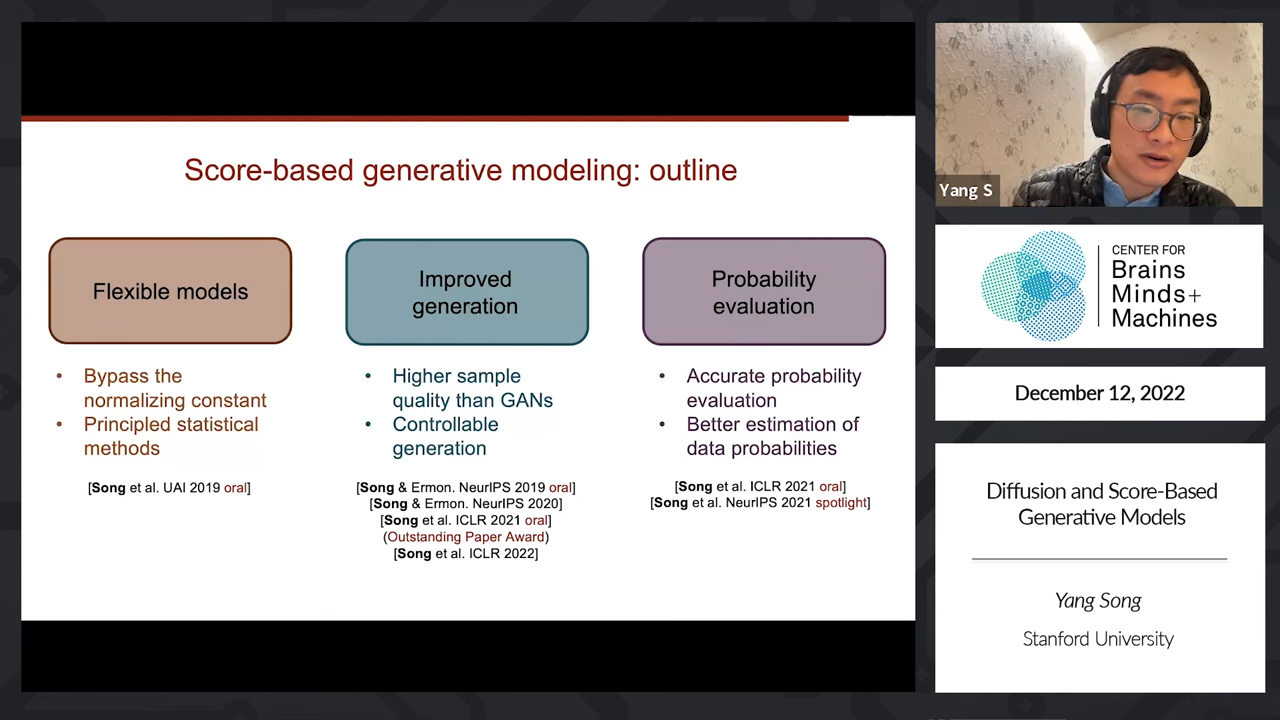 Score-based generative modeling: outline
Flexible models
• Bypass the
normalizing constant
• Principled statistical
methods
[Song et al. UAI 2019 oral]
Improved
generation
• Higher sample
quality than GANs
• Controllable
generation
[Song & Ermon. NeurIPS 2019 oral]
[Song & Ermon. NeurIPS 2020]
[Song et al. ICLR 2021 oral]
(Outstanding Paper Award)
[Song et al. ICLR 2022]
Probability
evaluation
• Accurate probability
evaluation
• Better estimation of
data probabilities
[Song et al. ICLR 2021 oral]
[Song et al. NeurIPS 2021 spotlight]
Yang S
CENTER FOR
Brains
Minds+
Machines
December 12, 2022
Diffusion and Score-Based
Generative Models
Yang Song
Stanford University